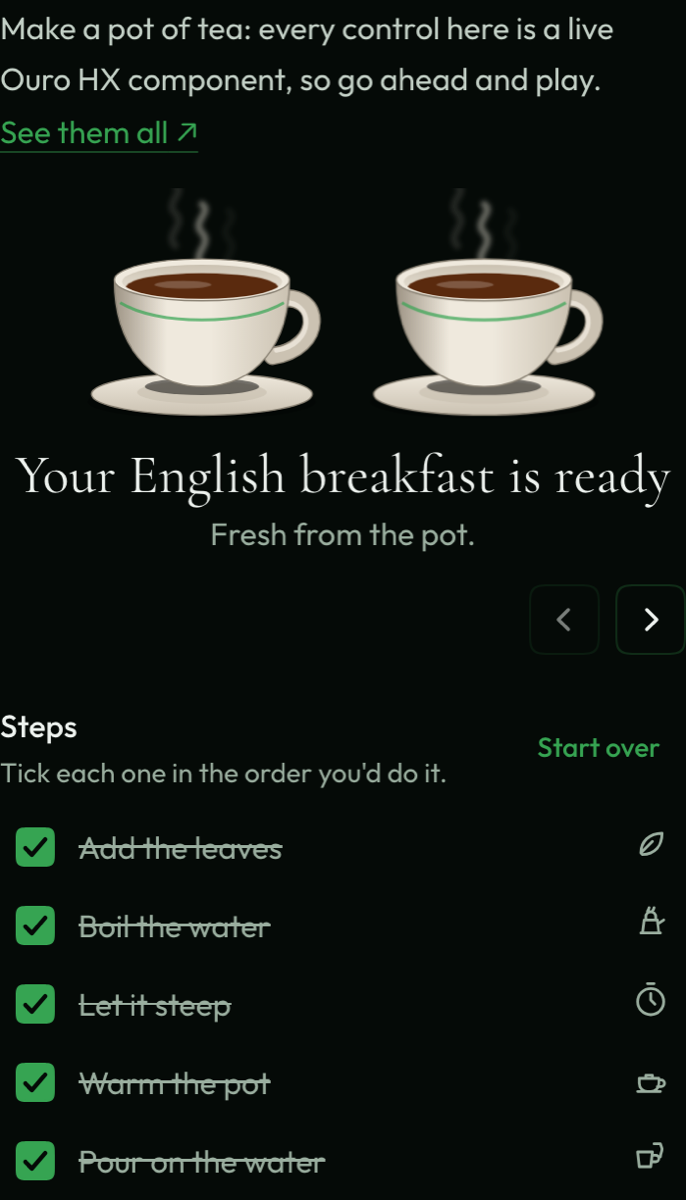 Make a pot of tea: every control here is a live
Ouro HX component, so go ahead and play.
See them all ↗
Your English breakfast is ready
Fresh from the pot.
Steps
Start over
Tick each one in the order you'd do it.
Add the leaves
Boil the water
Let it steep
Warm the pot
Pour on the water